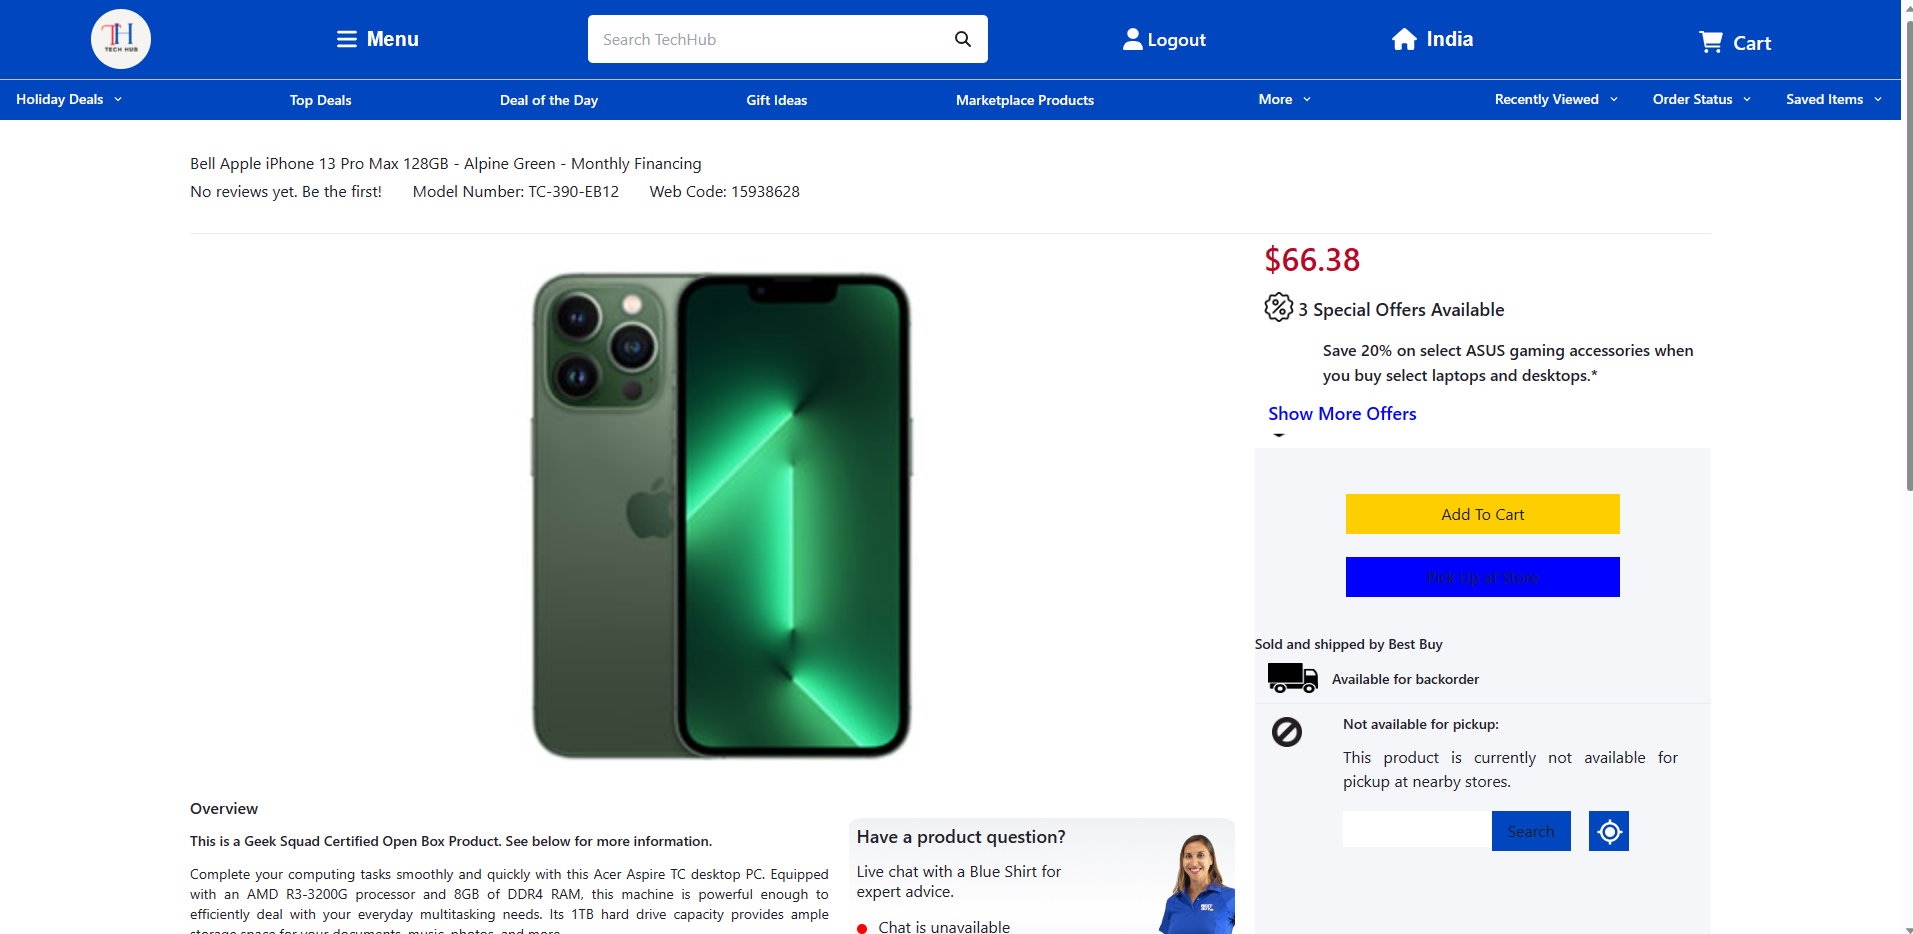 TH
TECH HUB
Menu
Search TechHub
Logout
India
Cart
Holiday Deals
Top Deals
Deal of the Day
Gift Ideas
Marketplace Products
More
Recently Viewed
Order Status
Saved Items
Bell Apple iPhone 13 Pro Max 128GB - Alpine Green - Monthly Financing
No reviews yet. Be the first! Model Number: TC-390-EB12 Web Code: 15938628
$66.38
3 Special Offers Available
Save 20% on select ASUS gaming accessories when
you buy select laptops and desktops.*
Show More Offers
Add To Cart
Pick Up at Store
Sold and shipped by Best Buy
Available for backorder
Not available for pickup:
This product is currently not available for
pickup at nearby stores.
Search
Overview
This is a Geek Squad Certified Open Box Product. See below for more information.
Complete your computing tasks smoothly and quickly with this Acer Aspire TC desktop PC. Equipped
with an AMD R3-3200G processor and 8GB of DDR4 RAM, this machine is powerful enough to
efficiently deal with your everyday multitasking needs. Its 1TB hard drive capacity provides ample
storage space for your documents, music, photos, and more.
Have a product question?
Live chat with a Blue Shirt for
expert advice.
Chat is unavailable